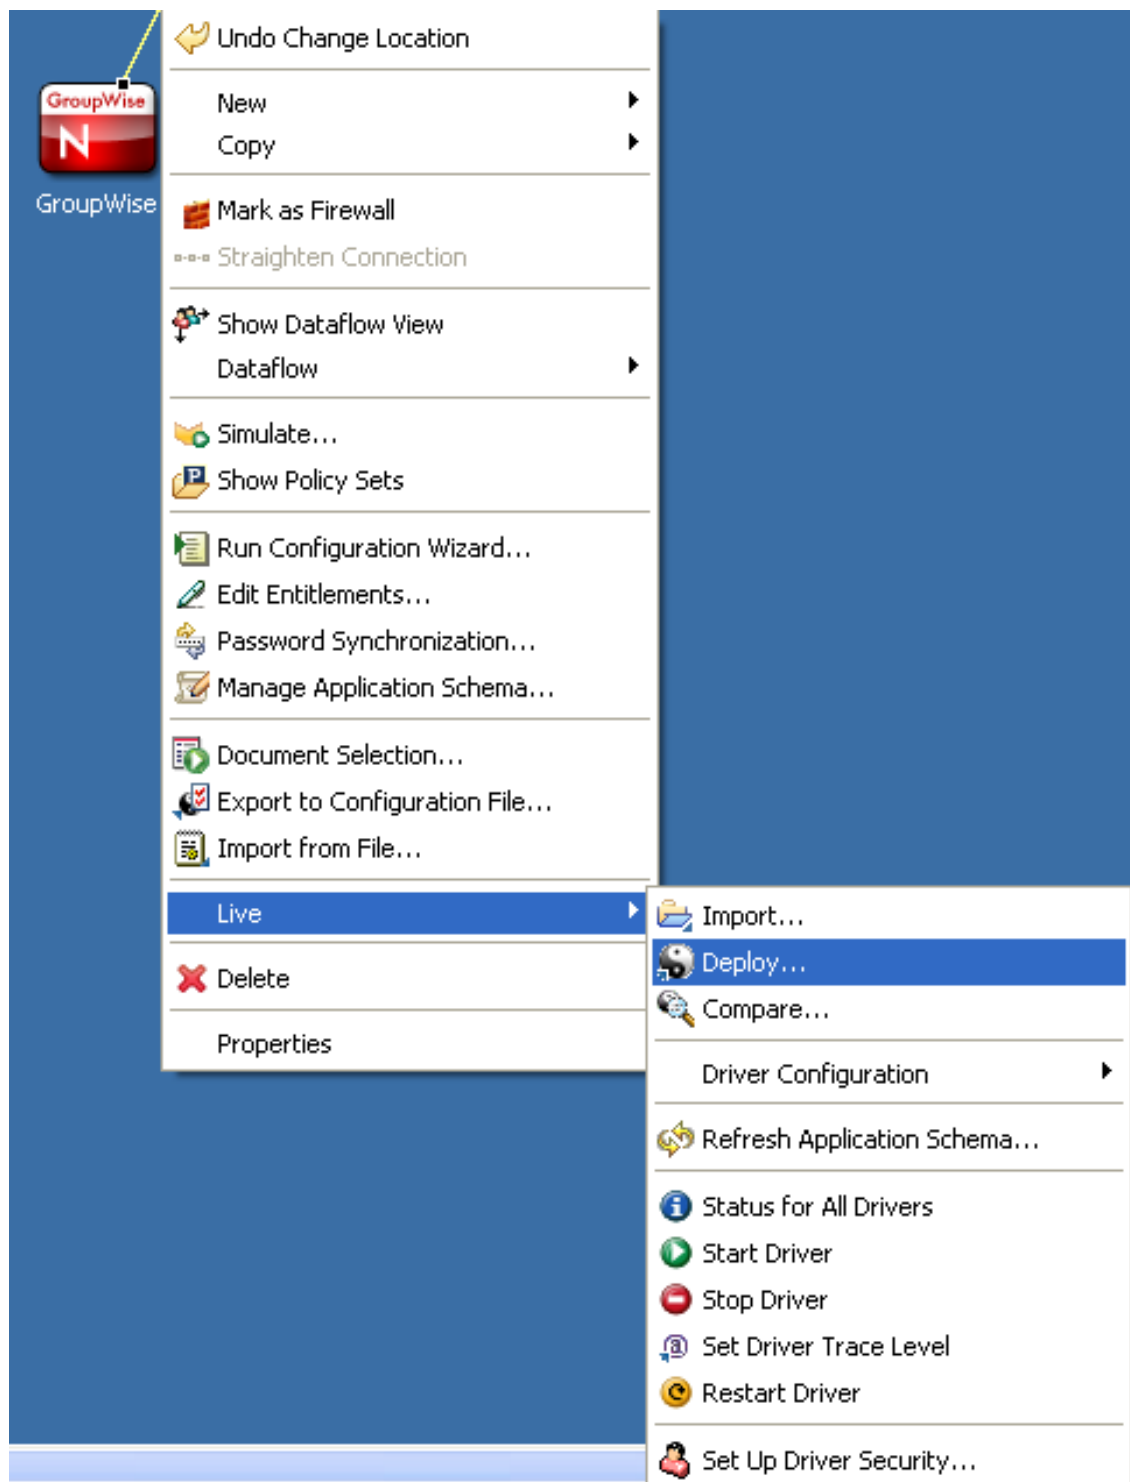 Undo Change Location
New
Copy
GroupWise
N
GroupWise
Mark as Firewall
Straighten Connection
Show Dataflow View
Dataflow
Simulate...
P
Show Policy Sets
Run Configuration Wizard...
Edit Entitlements...
Password Synchronization...
Manage Application Schema...
Document Selection...
Export to Configuration File...
Import from File...
Live
Delete
Properties
Import...
Deploy...
Compare...
Driver Configuration
Refresh Application Schema...
Status for All Drivers
Start Driver
Stop Driver
Set Driver Trace Level
Restart Driver
Set Up Driver Security...